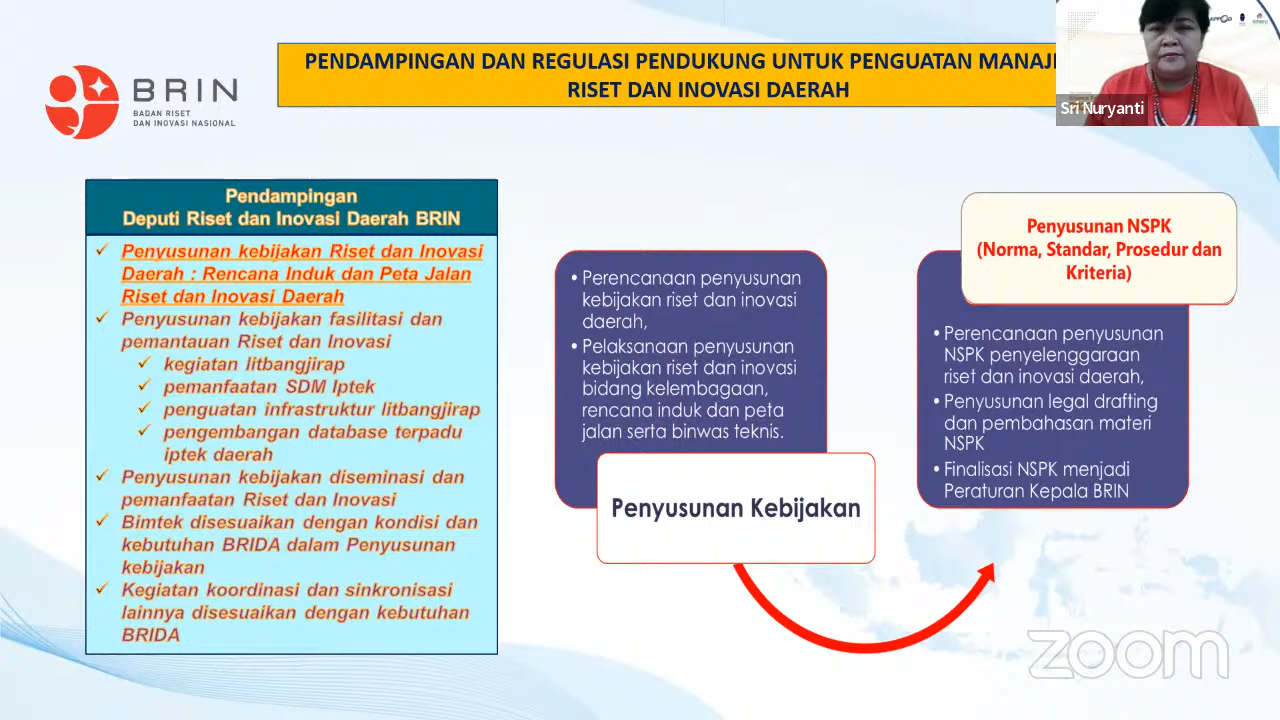 BRIN
BADAN RISET
DAN INOVASI NASIONAL
PENDAMPINGAN DAN REGULASI PENDUKUNG UNTUK PENGUATAN MANAJ
RISET DAN INOVASI DAERAH
Sri Nuryanti
Pendampingan
Deputi Riset dan Inovasi Daerah BRIN
✓ Penyusunan kebijakan Riset dan Inovasi
Daerah : Rencana Induk dan Peta Jalan
Riset dan Inovasi Daerah
✓ Penyusunan kebijakan fasilitasi dan
pemantauan Riset dan Inovasi
✓ kegiatan litbangjirap
✓ pemanfaatan SDM Iptek
✓ penguatan infrastruktur litbangjirap
✓ pengembangan database terpadu
iptek daerah
✓ Penyusunan kebijakan diseminasi dan
pemanfaatan Riset dan Inovasi
✓ Bimtek disesuaikan dengan kondisi dan
kebutuhan BRIDA dalam Penyusunan
kebijakan
✓ Kegiatan koordinasi dan sinkronisasi
lainnya disesuaikan dengan kebutuhan
BRIDA
• Perencanaan penyusunan
kebijakan riset dan inovasi
daerah,
• Pelaksanaan penyusunan
kebijakan riset dan inovasi
bidang kelembagaan,
rencana induk dan peta
jalan serta binwas teknis.
Penyusunan Kebijakan
Penyusunan NSPK
(Norma, Standar, Prosedur dan
Kriteria)
• Perencanaan penyusunan
NSPK penyelenggaraan
riset dan inovasi daerah,
• Penyusunan legal drafting
dan pembahasan materi
NSPK
• Finalisasi NSPK menjadi
Peraturan Kepala BRIN
zoom